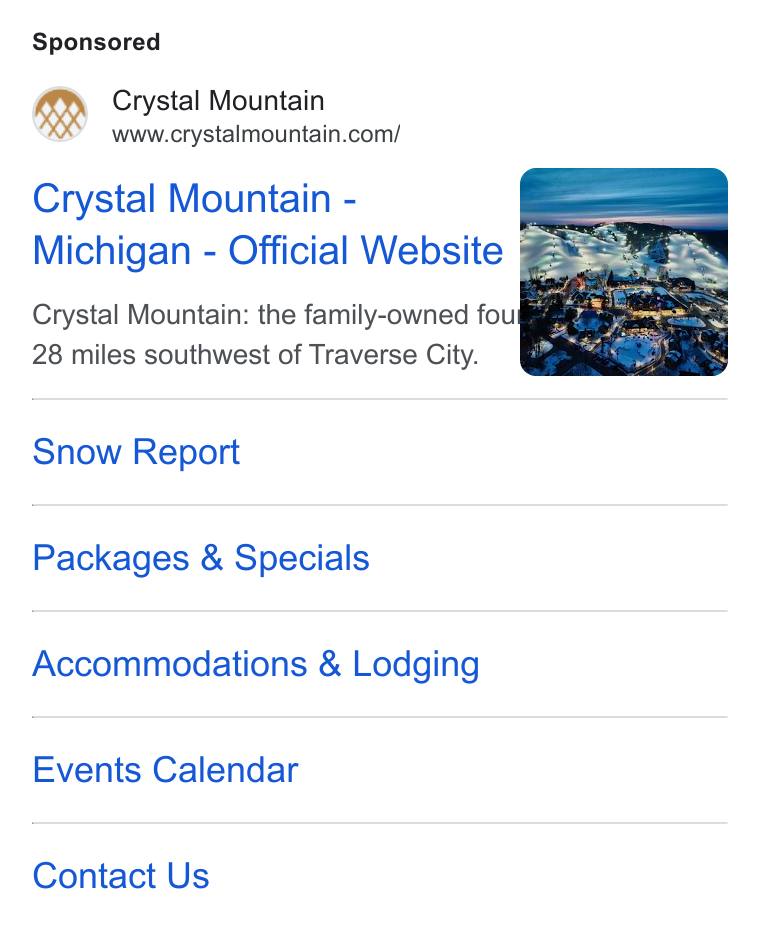 Sponsored
Crystal Mountain
www.crystalmountain.com/
Crystal Mountain -
Michigan - Official Website
Crystal Mountain: the family-owned
28 miles southwest of Traverse City.
Snow Report
Packages & Specials
Accommodations & Lodging
Events Calendar
Contact Us